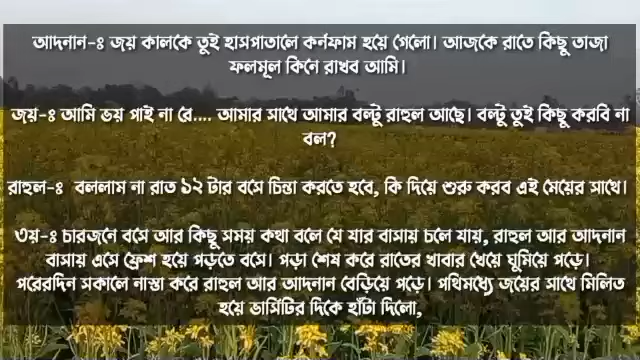 আদনান-ঃ জয় কালকে তুই হাসপাতালে কর্নফাম হয়ে গেলো। আজকে রাতে কিছু তাজা
ফলমূল কিনে রাখব আমি।
জয়-ঃ আমি ভয় পাই না রে.... আমার সাথে আমার বল্টু রাহুল আছে। বল্টু তুই কিছু করবি না
বল?
রাহুল-ঃ বললাম না রাত ১২ টার বসে চিন্তা করতে হবে, কি দিয়ে শুরু করব এই মেয়ের সাথে।
৩য়-ঃ চারজনে বসে আর কিছু সময় কথা বলে যে যার বাসায় চলে যায়, রাহুল আর আদনান
বাসায় এসে ফ্রেশ হয়ে পড়তে বসে। পড়া শেষ করে রাতের খাবার খেয়ে ঘুমিয়ে পড়ে।
পরেরদিন সকালে নাস্তা করে রাহুল আর আদনান বেড়িয়ে পড়ে। পথিমধ্যে জয়ের সাথে মিলিত
হয়ে ভার্সিটির দিকে হাঁটা দিলো,